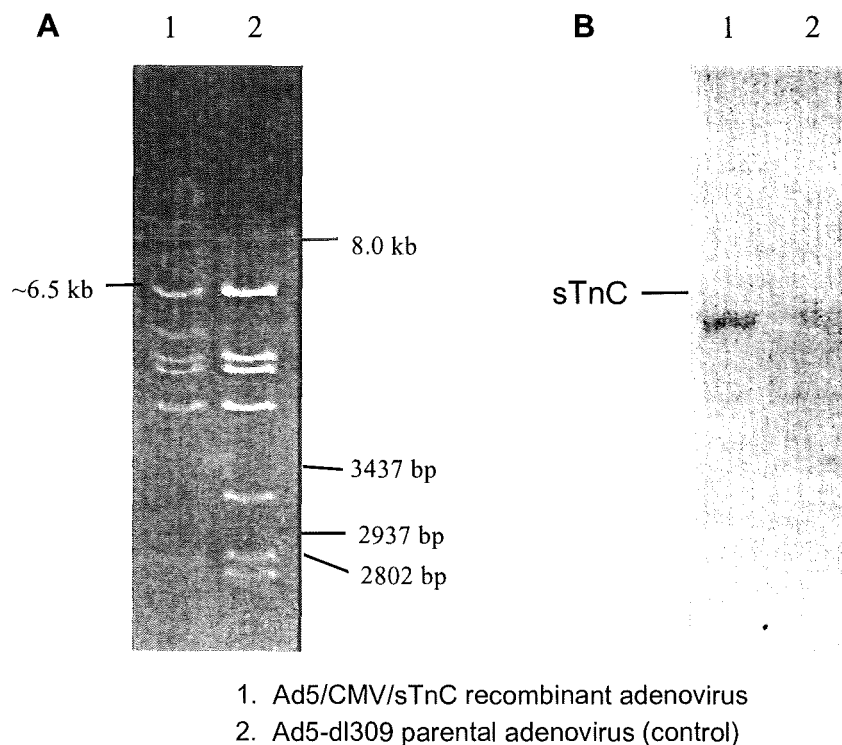 A 1 2 B 1 2
8.0 kb
~6.5 kb
sTnC
3437 bp
2937 bp
2802 bp
1. Ad5/CMV/sTnC recombinant adenovirus
2. Ad5-dl309 parental adenovirus (control)